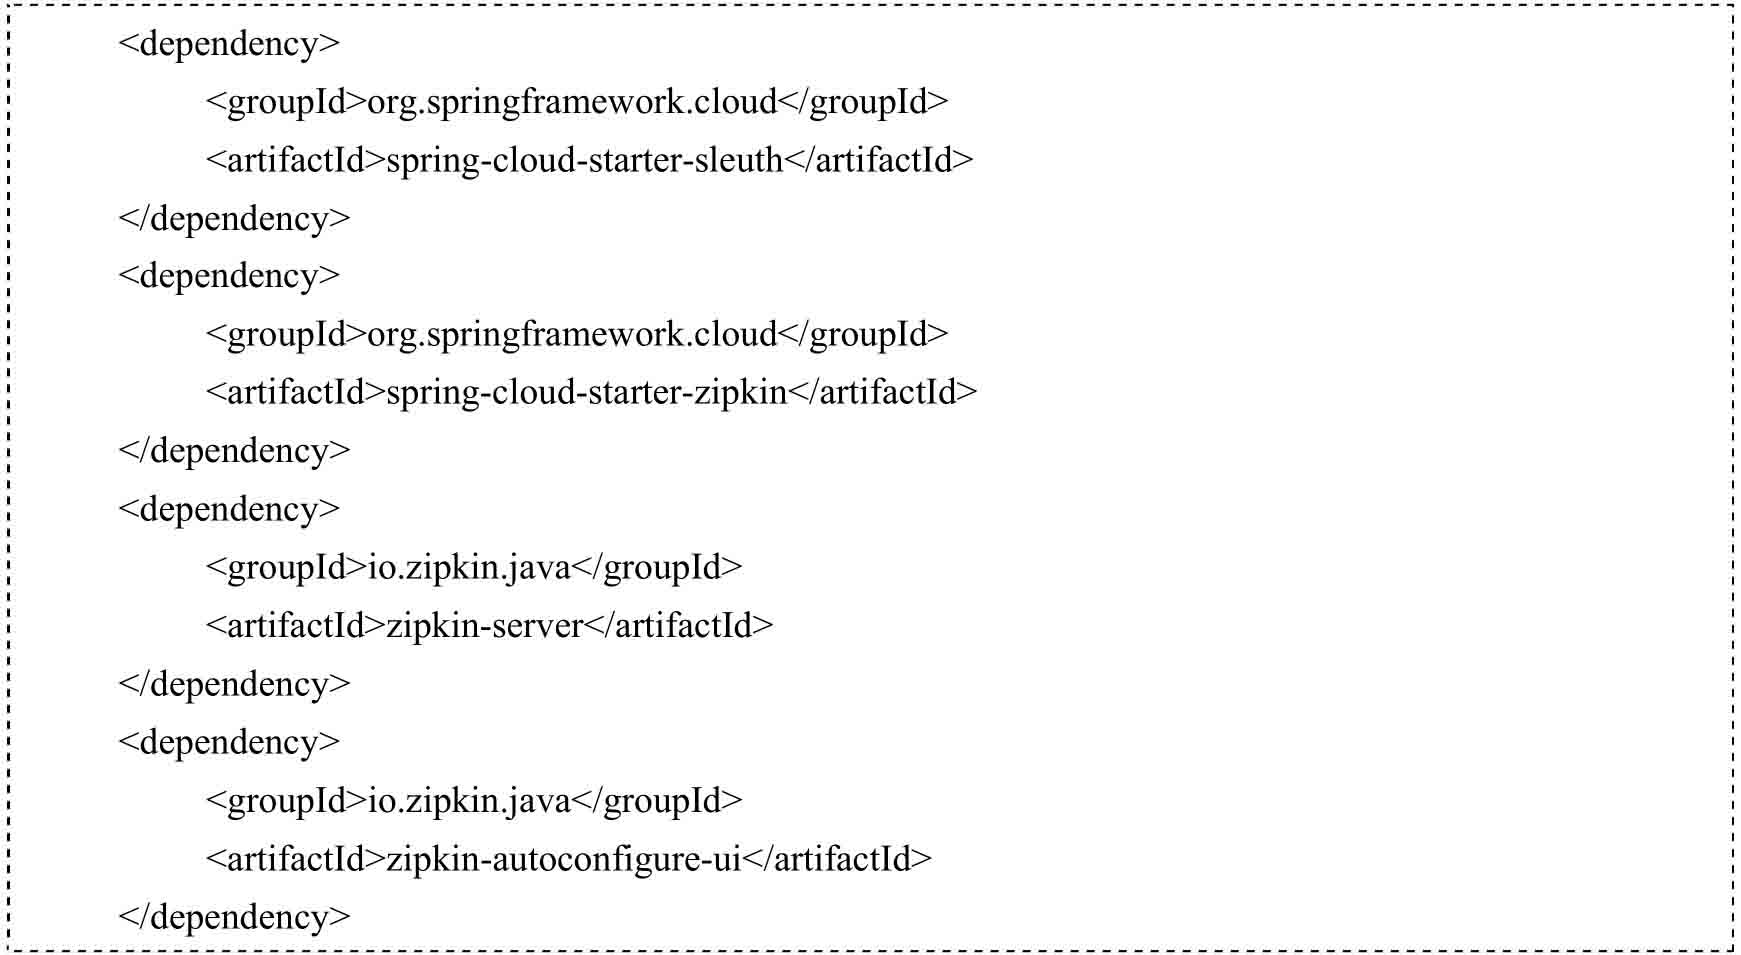 <dependency>
<groupId>org.springframework.cloud</groupId>
<artifactId>spring-cloud-starter-sleuth</artifactId>
</dependency>
<dependency>
<groupId>org.springframework.cloud</groupId>
<artifactId>spring-cloud-starter-zipkin</artifactId>
</dependency>
<dependency>
<groupId>io.zipkin.java</groupId>
<artifactId>zipkin-server</artifactId>
</dependency>
<dependency>
<groupId>io.zipkin.java</groupId>
<artifactId>zipkin-autoconfigure-ui</artifactId>
</dependency>